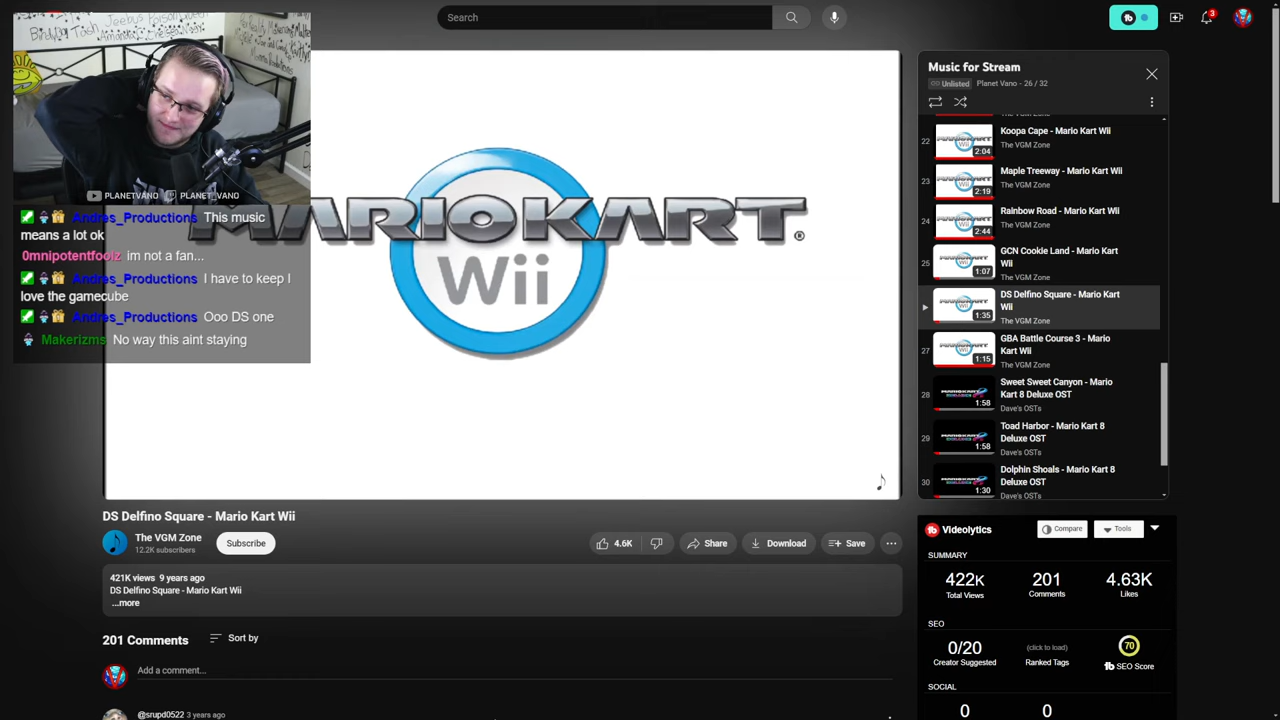 Search
3
Jeebus
PLANETVANO
PLANET_VANO
Andres_Productions This music
means a lot ok
0mnipotentfoolz im not a fan...
Andres_Productions I have to keep I
love the gamecube
Andres_Productions Ooo DS one
Makerizms No way this aint staying
MARIOKART®
Wii
DS Delfino Square - Mario Kart Wii
The VGM Zone
12.2K subscribers
Subscribe
4.6K
Share
Download
Save
421K views 9 years ago
DS Delfino Square - Mario Kart Wii
...more
201 Comments
Sort by
Add a comment...
@srupd0522 3 years ago
Music for Stream
Unlisted Planet Vano - 26 / 32
22
2:04
Koopa Cape - Mario Kart Wii
The VGM Zone
23
2:19
Maple Treeway - Mario Kart Wii
The VGM Zone
24
2:44
Rainbow Road - Mario Kart Wii
The VGM Zone
25
1:07
GCN Cookie Land - Mario Kart
Wii
The VGM Zone
1:35
DS Delfino Square - Mario Kart
Wii
The VGM Zone
27
1:15
GBA Battle Course 3 - Mario
Kart Wii
The VGM Zone
28
1:58
Sweet Sweet Canyon - Mario
Kart 8 Deluxe OST
Dave's OSTs
29
1:58
Toad Harbor - Mario Kart 8
Deluxe OST
Dave's OSTs
30
1:30
Dolphin Shoals - Mario Kart 8
Deluxe OST
Dave's OSTs
Videolytics
Compare
Tools
SUMMARY
422K
Total Views
201
Comments
4.63K
Likes
SEO
0/20
Creator Suggested
(click to load)
Ranked Tags
70
SEO Score
SOCIAL
0
0